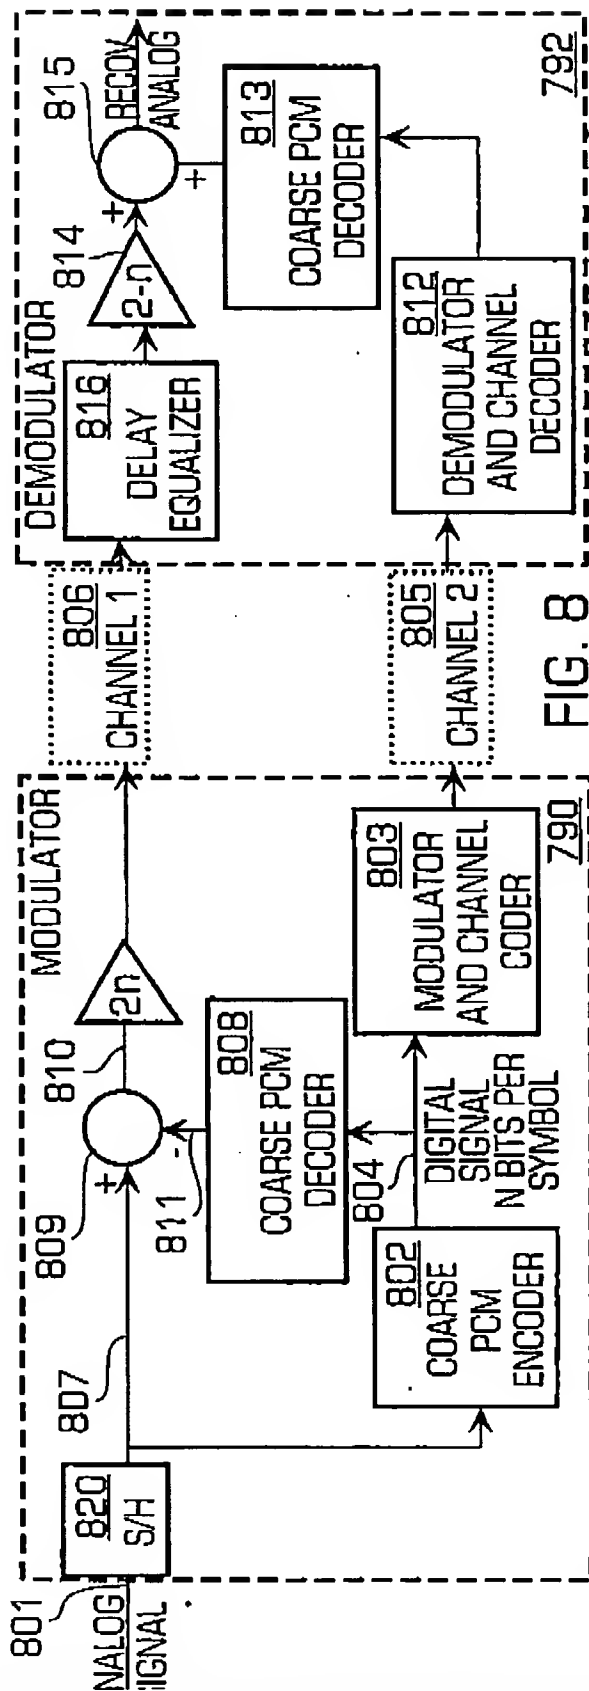 801
NALOG
SIGNAL
820
S/H
807
809
+
-
811
810
2n
MODULATOR
808
COARSE PCM
DECODER
802
COARSE
PCM
ENCODER
804
DIGITAL
SIGNAL
N BITS PER
SYMBOL
803
MODULATOR
AND CHANNEL
CODER
790
806
CHANNEL 1
805
CHANNEL 2
FIG. 8
DEMODULATOR
816
DELAY
EQUALIZER
2-n
814
+
+
815
RECOV
ANALOG
813
COARSE PCM
DECODER
812
DEMODULATOR
AND CHANNEL
DECODER
792